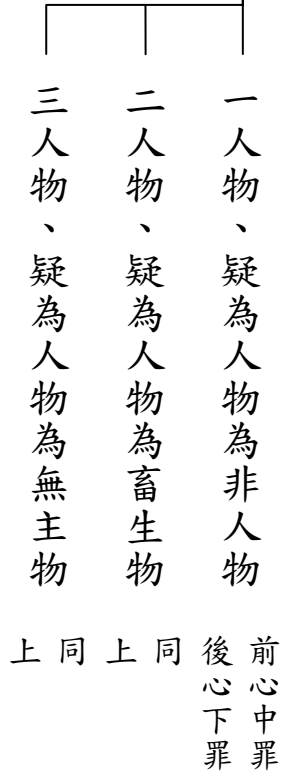 一人物、疑為人物為非人物
前心中罪
後心下罪
二人物、疑為人物為畜生物
同上
三人物、疑為人物為無主物
同上